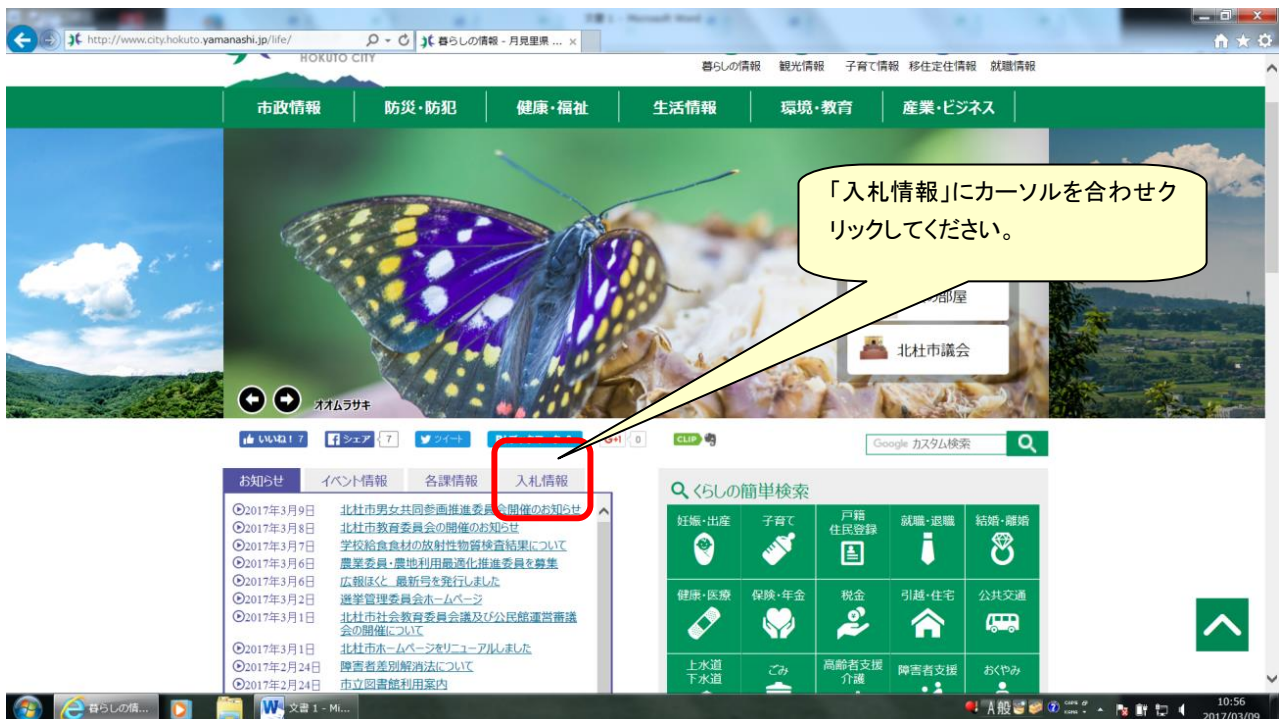 文書 1 - Microsoft Word
http://www.city.hokuto.yamanashi.jp/life/
暮らしの情報 - 月見里県 ...
HOKUTO CITY
暮らしの情報 観光情報 子育て情報 移住定住情報 就職情報
市政情報 防災・防犯 健康・福祉 生活情報 環境・教育 産業・ビジネス
「入札情報」にカーソルを合わせク
リックしてください。
の部屋
北杜市議会
オオムラサキ
いいね！ 7 シェア 7 ツイート G+1 0 CLIP
Google カスタム検索
お知らせ イベント情報 各課情報 入札情報
2017年3月9日 北杜市男女共同参画推進委員会開催のお知らせ
2017年3月8日 北杜市教育委員会の開催のお知らせ
2017年3月7日 学校給食食材の放射性物質検査結果について
2017年3月6日 農業委員・農地利用最適化推進委員を募集
2017年3月6日 広報ほくと 最新号を発行しました
2017年3月2日 選挙管理委員会ホームページ
2017年3月1日 北杜市社会教育委員会議及び公民館運営審議
会の開催について
2017年3月1日 北杜市ホームページをリニューアルしました
2017年2月24日 障害者差別解消法について
2017年2月24日 市立図書館利用案内
くらしの簡単検索
妊娠・出産 子育て 戸籍 就職・退職 結婚・離婚
住民登録
健康・医療 保険・年金 税金 引越・住宅 公共交通
上水道 ごみ 高齢者支援 障害者支援 おくやみ
下水道 介護
暮らしの情... 文書 1 - Mi...
A 般
10:56
2017/03/09